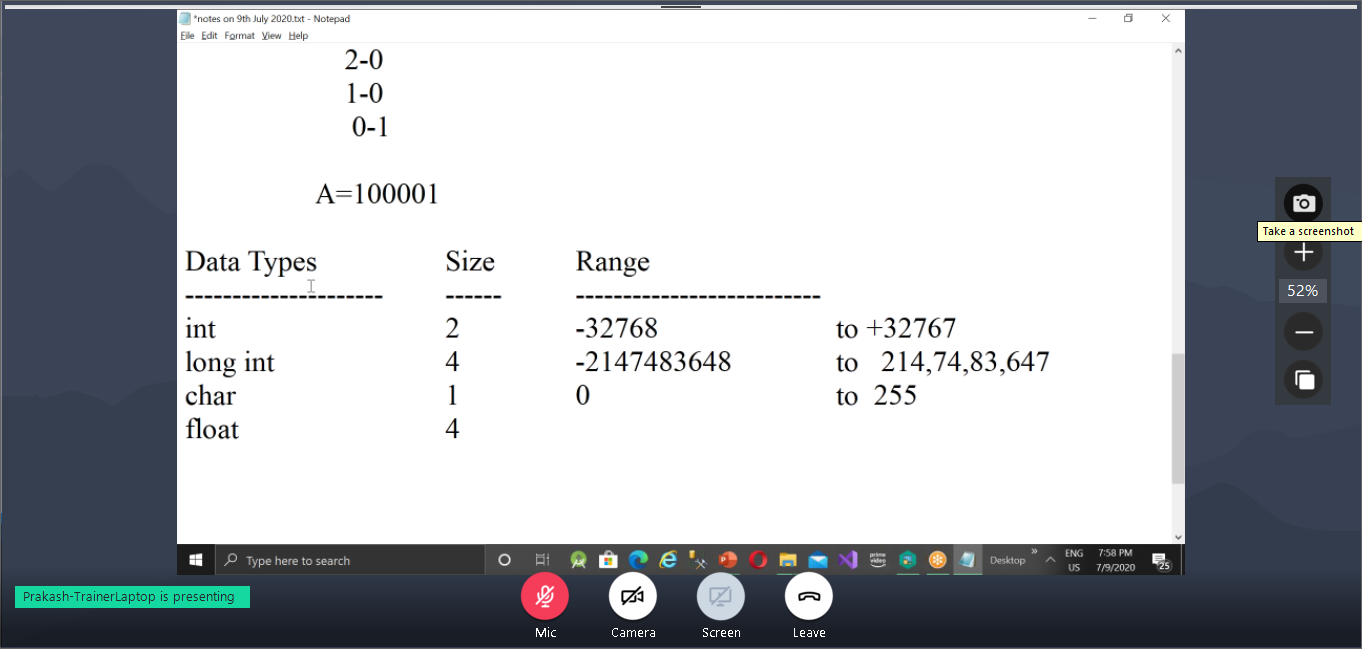 *notes on 9th July 2020.txt - Notepad
File Edit Format View Help
2-0
1-0
0-1
A=100001
Data Types Size Range
--------------------- ------ --------------------------
int 2 -32768 to +32767
long int 4 -2147483648 to 214,74,83,647
char 1 0 to 255
float 4
Take a screenshot
52%
Type here to search
prime video
Desktop
ENG
US
7:58 PM
7/9/2020
25
Prakash-TrainerLaptop is presenting
Mic Camera Screen Leave